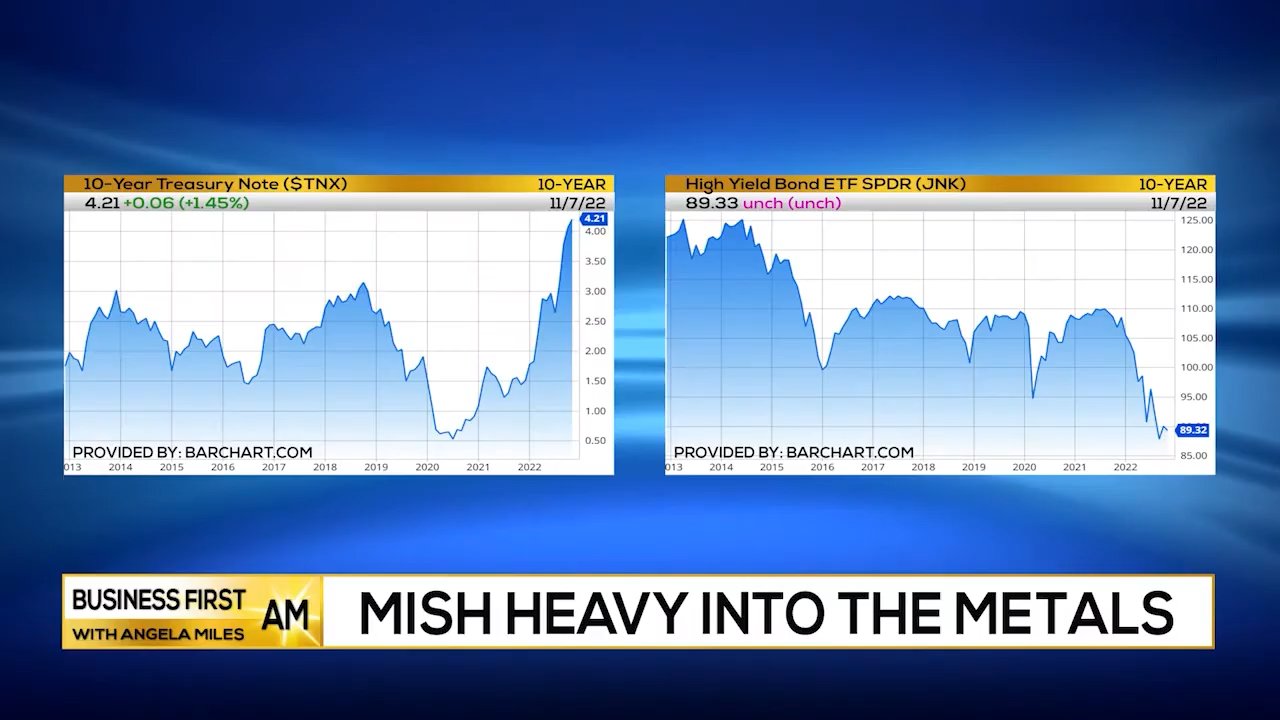 10-Year Treasury Note ($TNX) 10-YEAR
4.21 +0.06 (+1.45%) 11/7/22
4.21
4.00
3.50
3.00
2.50
2.00
1.50
1.00
0.50
PROVIDED BY: BARCHART.COM
013 2014 2015 2016 2017 2018 2019 2020 2021 2022
High Yield Bond ETF SPDR (JNK) 10-YEAR
89.33 unch (unch) 11/7/22
125.00
120.00
115.00
110.00
105.00
100.00
95.00
89.32
85.00
PROVIDED BY: BARCHART.COM
013 2014 2015 2016 2017 2018 2019 2020 2021 2022
BUSINESS FIRST AM
WITH ANGELA MILES
MISH HEAVY INTO THE METALS